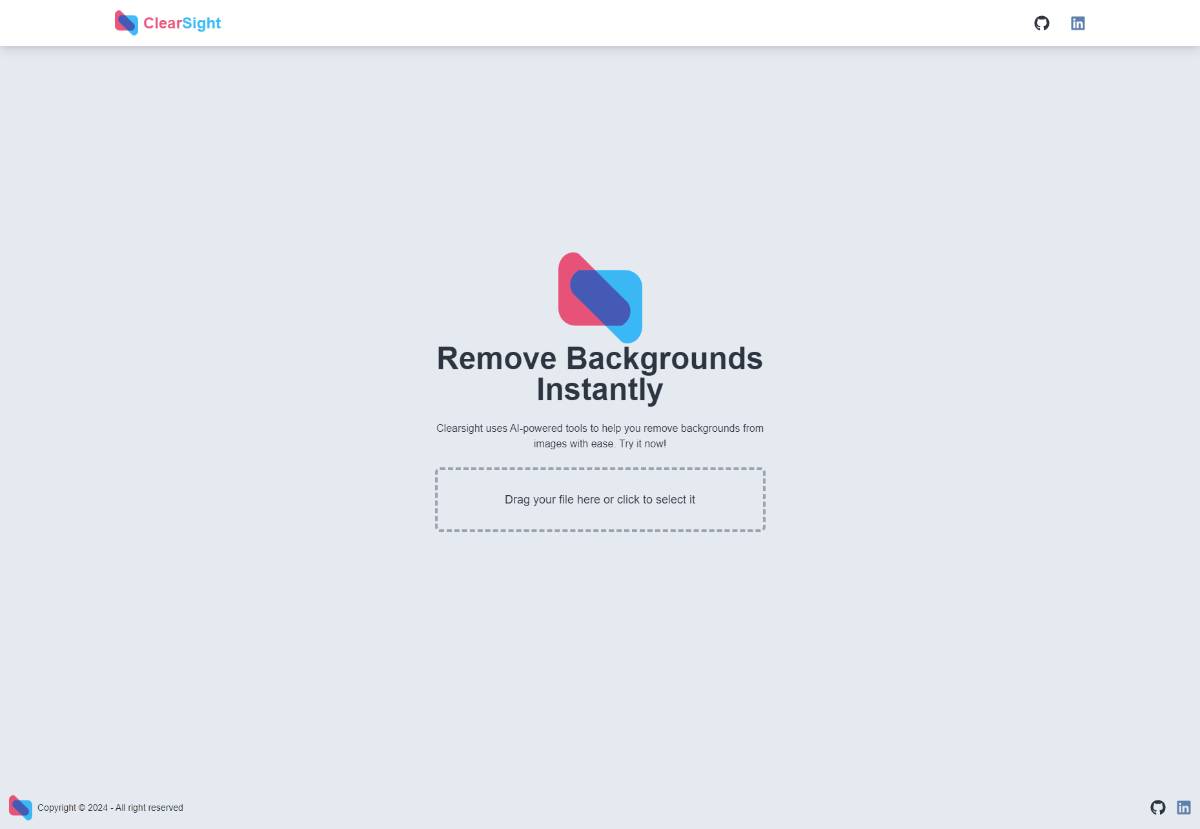 ClearSight
Remove Backgrounds
Instantly
Clearsight uses AI-powered tools to help you remove backgrounds from
images with ease. Try it now!
Drag your file here or click to select it
Copyright © 2024 - All right reserved